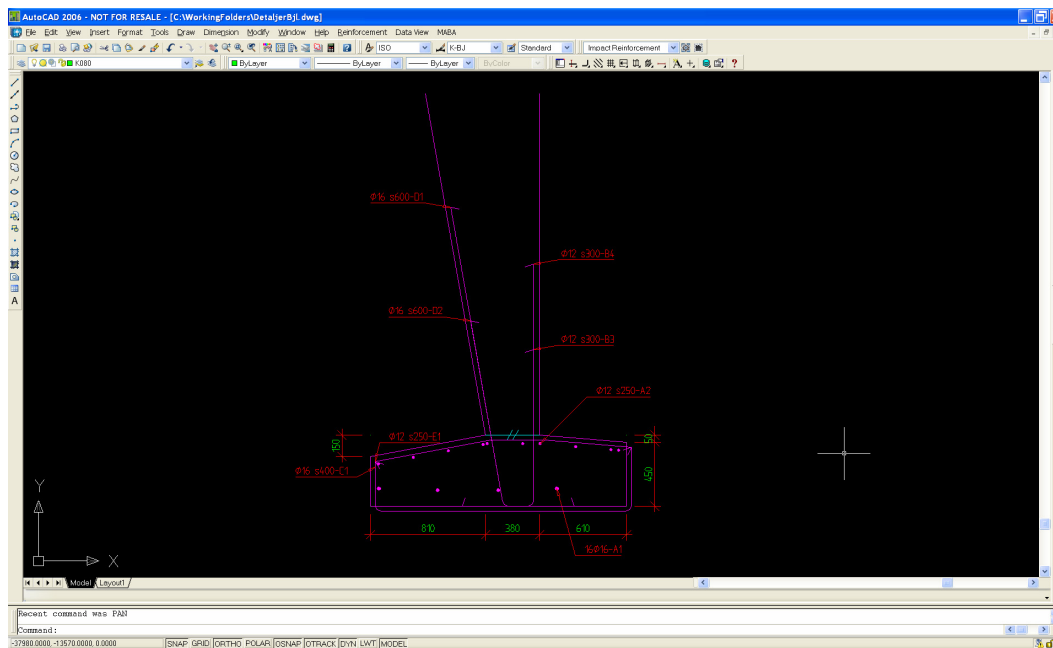 AutoCAD 2006 - NOT FOR RESALE - [C:\WorkingFolders\DetaljerBjl.dwg]
File Edit View Insert Format Tools Draw Dimension Modify Window Help Reinforcement Data View MABA
ISO K-BJ Standard Impact Reinforcement
K080 ByLayer ByLayer ByLayer ByColor
A
Φ16 s600-D1
Φ12 s300-B4
Φ16 s600-D2
Φ12 s300-B3
Φ12 s250-A2
Φ12 s250-E1
150
50
Φ16 s400-C1
450
Y
810 380 610
16Φ16-A1
X
Model Layout1
Recent command was PAN
Command:
-37980.0000, -13570.0000, 0.0000 SNAP GRID ORTHO POLAR OSNAP OTRACK DYN LWT MODEL